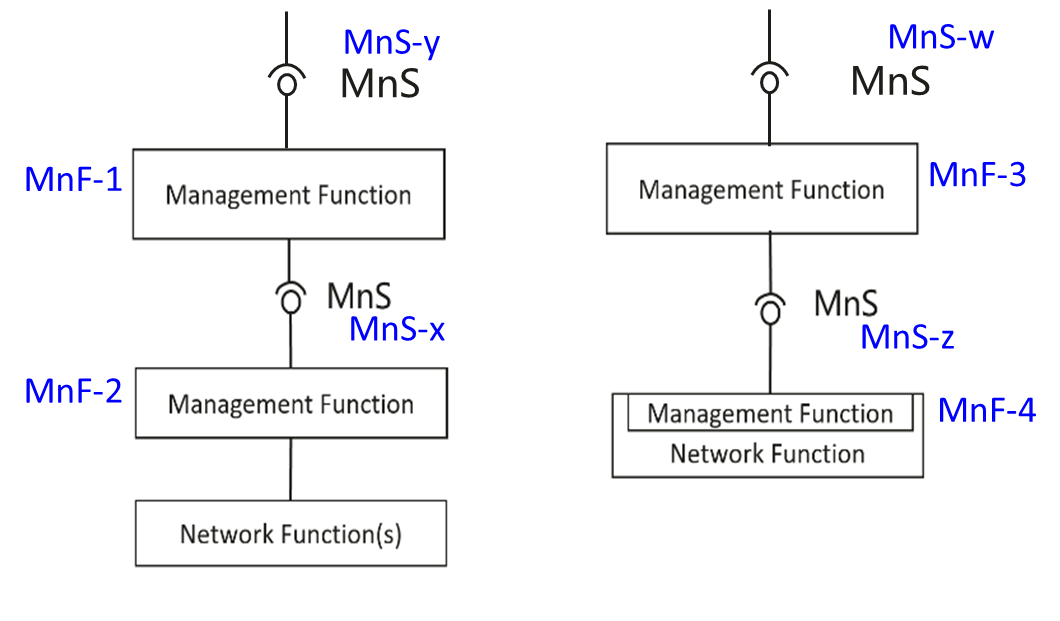 MnS-y
MnS
MnF-1
Management Function
MnS
MnS-x
MnF-2
Management Function
Network Function(s)
MnS-w
MnS
MnF-3
Management Function
MnS
MnS-z
MnF-4
Management Function
Network Function